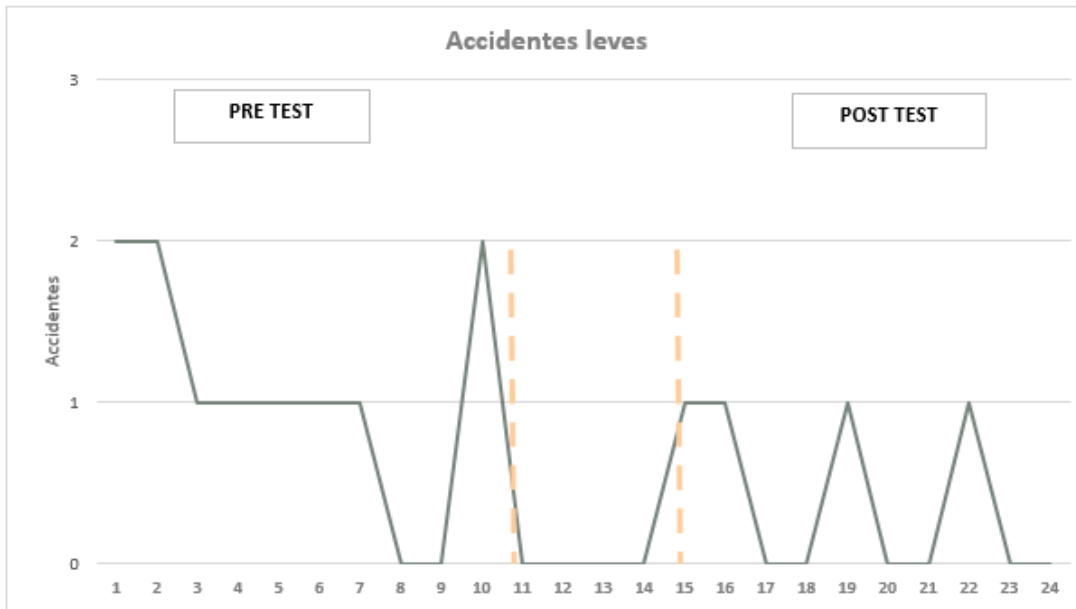 Accidentes leves
3
PRE TEST
POST TEST
2
Accidentes
1
0
1 2 3 4 5 6 7 8 9 10 11 12 13 14 15 16 17 18 19 20 21 22 23 24